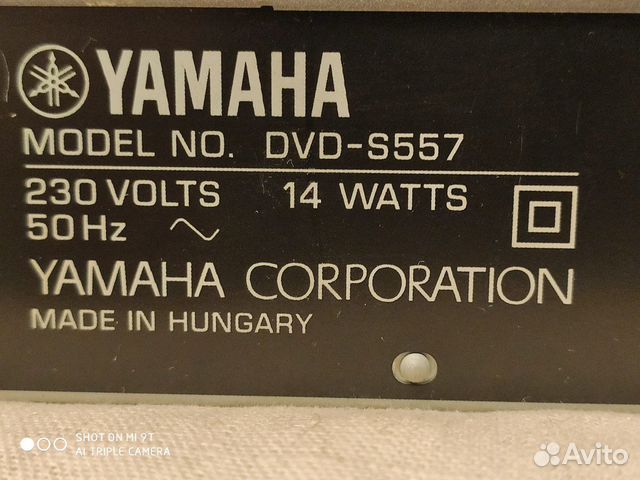 YAMAHA
MODEL NO. DVD-S557
230 VOLTS 14 WATTS
50 Hz
YAMAHA CORPORATION
MADE IN HUNGARY
SHOT ON MI 9T
AI TRIPLE CAMERA
Avito